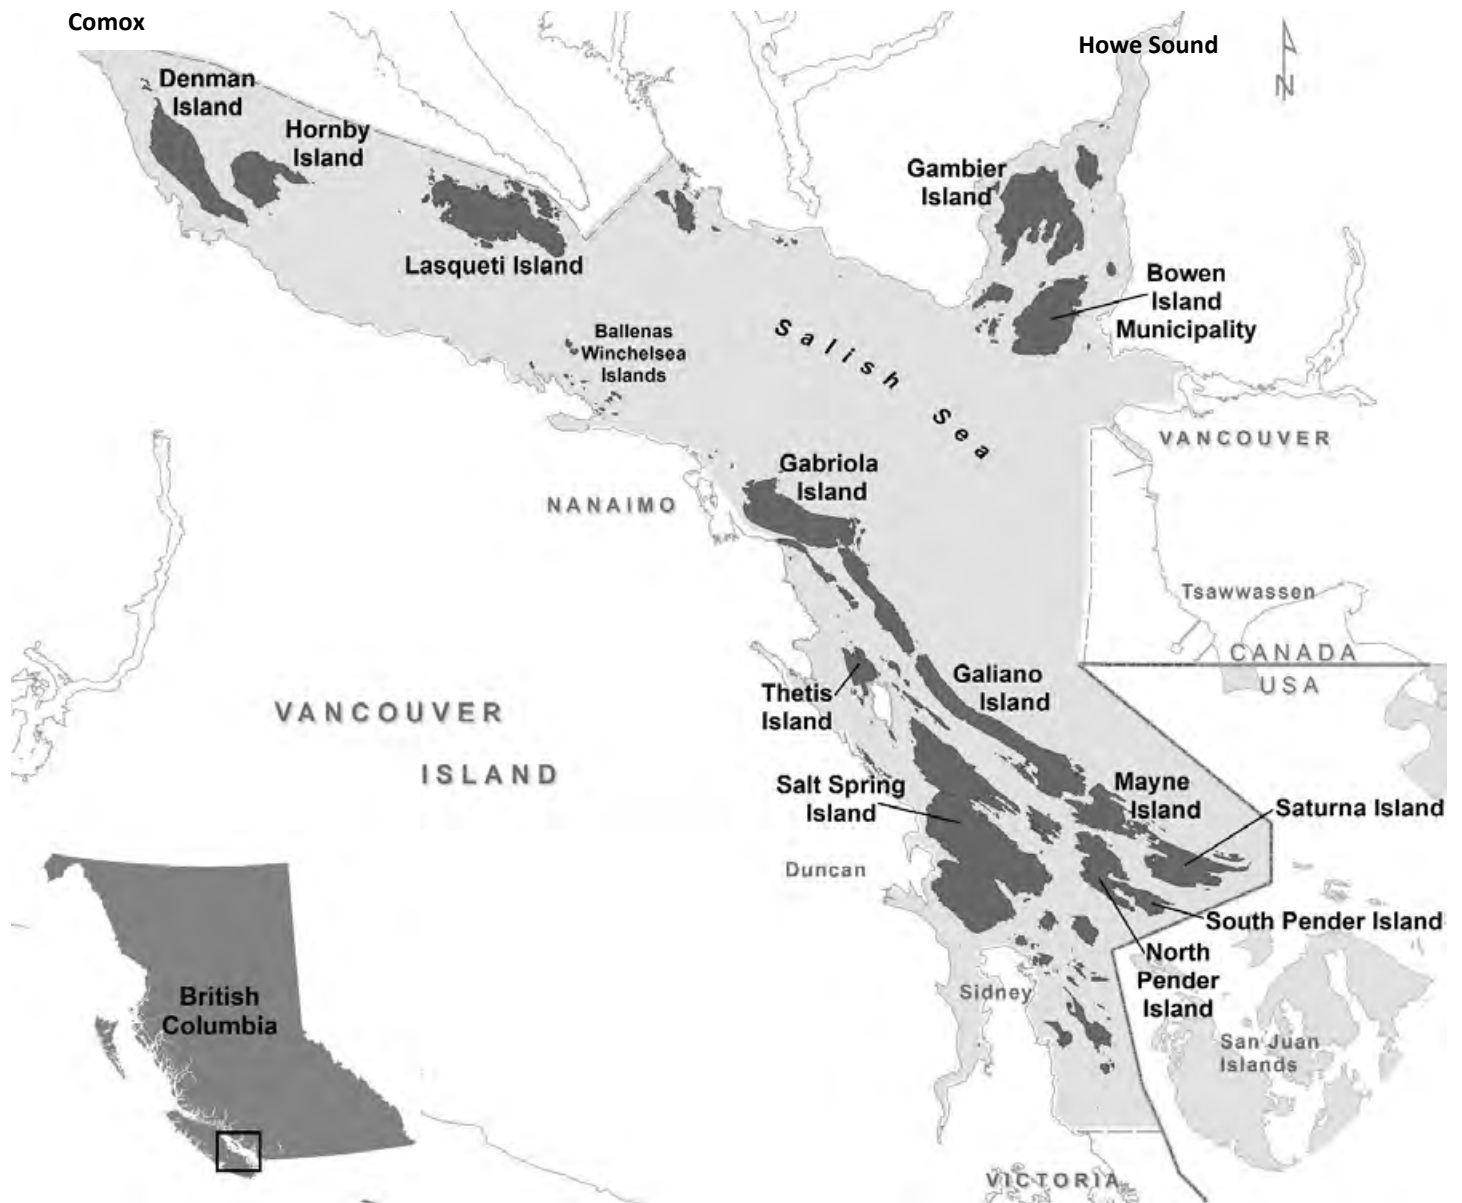 Comox
Howe Sound
N
Denman
Island
Hornby
Island
Gambier
Island
Lasqueti Island
Bowen
Island
Municipality
Ballenas
Winchelsea
Islands
Salish Sea
VANCOUVER
Gabriola
Island
NANAIMO
Tsawwassen
CANADA
USA
Galiano
Island
Thetis
Island
VANCOUVER
ISLAND
Salt Spring
Island
Mayne
Island
Saturna Island
Duncan
South Pender Island
North
Pender
Island
Sidney
British
Columbia
San Juan
Islands
VICTORIA